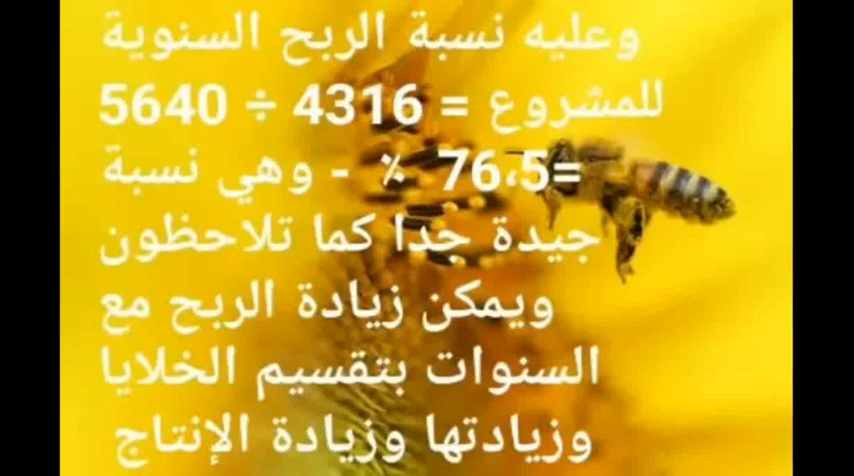 وعليه نسبة الربح السنوية
للمشروع = 4316 ÷ 5640
=76،5 ٪ - وهي نسبة
جيدة جدا كما تلاحظون
ويمكن زيادة الربح مع
السنوات بتقسيم الخلايا
وزيادتها وزيادة الإنتاج